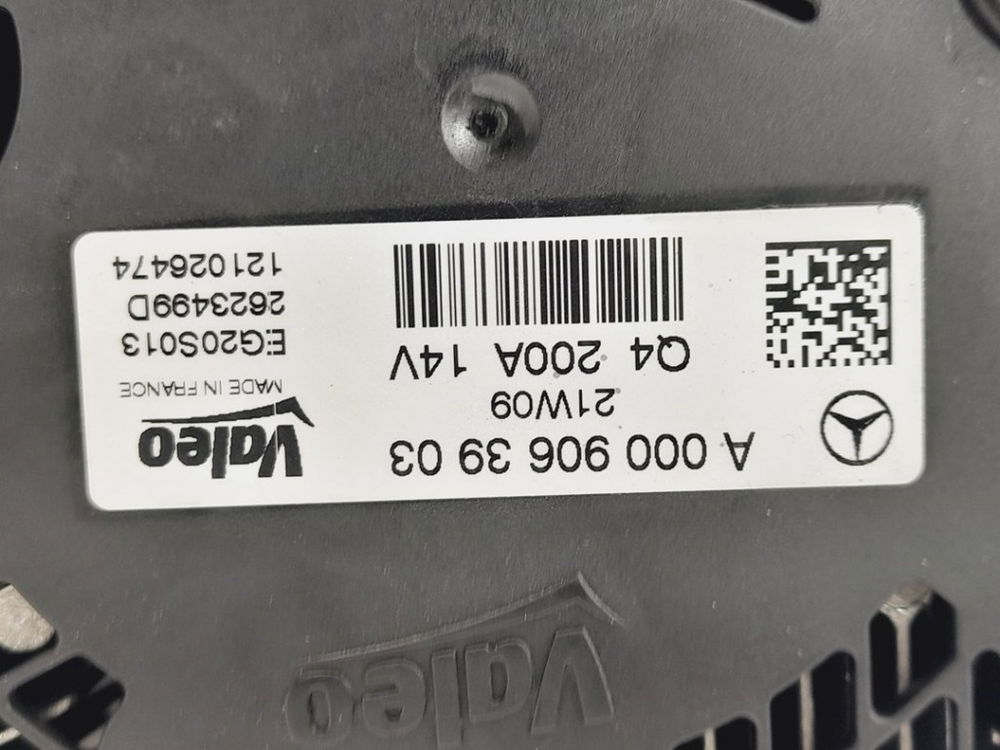 A 000 906 39 03
21W09
Q4 200A 14V
Valeo
MADE IN FRANCE
EG20S013
2623499D
121026474
Valeo